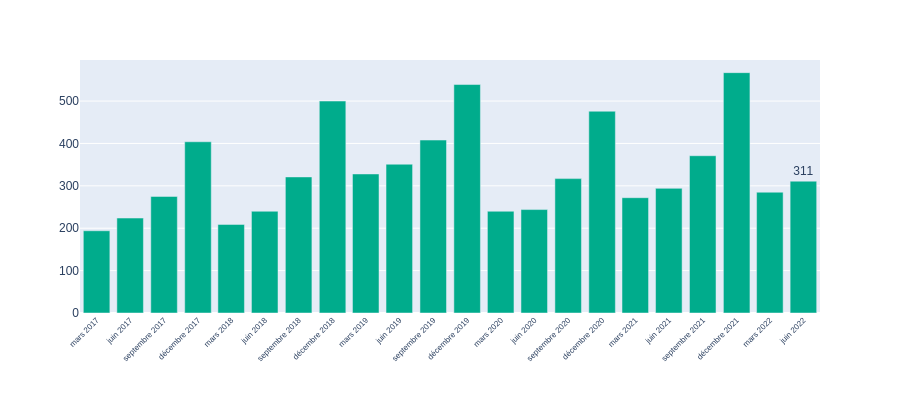 500
400
300
200
100
0
311
mars 2017
juin 2017
septembre 2017
décembre 2017
mars 2018
juin 2018
septembre 2018
décembre 2018
mars 2019
juin 2019
septembre 2019
décembre 2019
mars 2020
juin 2020
septembre 2020
décembre 2020
mars 2021
juin 2021
septembre 2021
décembre 2021
mars 2022
juin 2022